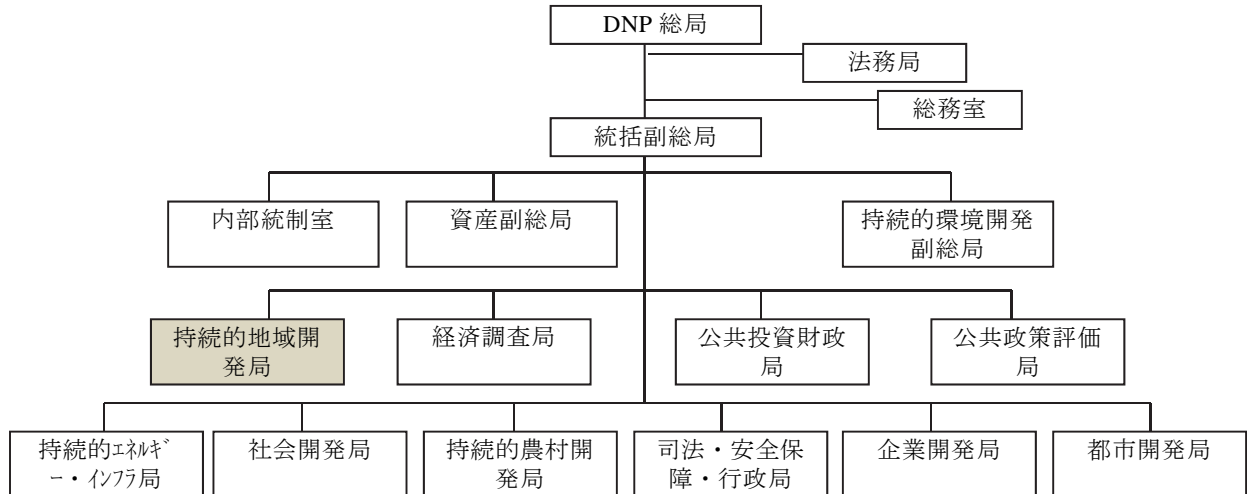 DNP 総局
法務局
総務室
統括副総局
内部統制室
資産副総局
持続的環境開発
副総局
持続的地域開
発局
経済調査局
公共投資財政
局
公共政策評価
局
持続的ｴﾈﾙｷﾞ
ｰ・ｲﾝﾌﾗ局
社会開発局
持続的農村開
発局
司法・安全保
障・行政局
企業開発局
都市開発局